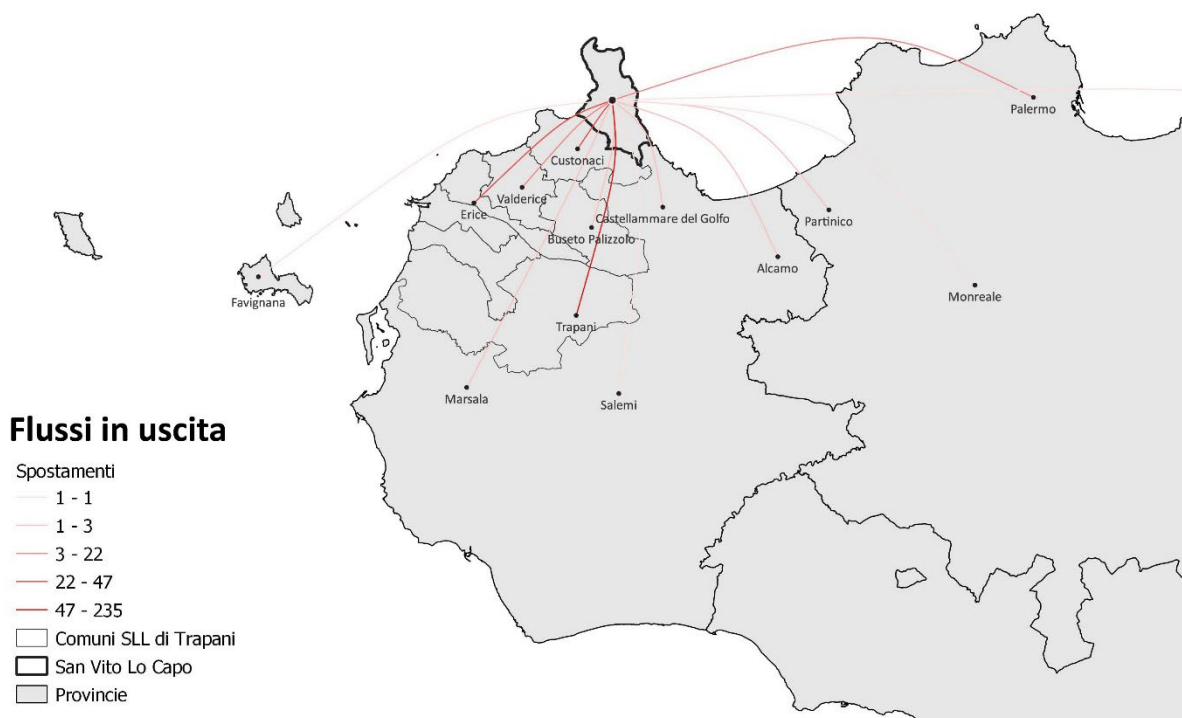 Palermo
Custonaci
Valderice
Erice
Castellammare del Golfo
Partinico
Buseto Palizzolo
Alcamo
Favignana
Monreale
Trapani
Marsala
Salemi
Flussi in uscita
Spostamenti
1 - 1
1 - 3
3 - 22
22 - 47
47 - 235
Comuni SLL di Trapani
San Vito Lo Capo
Provincie